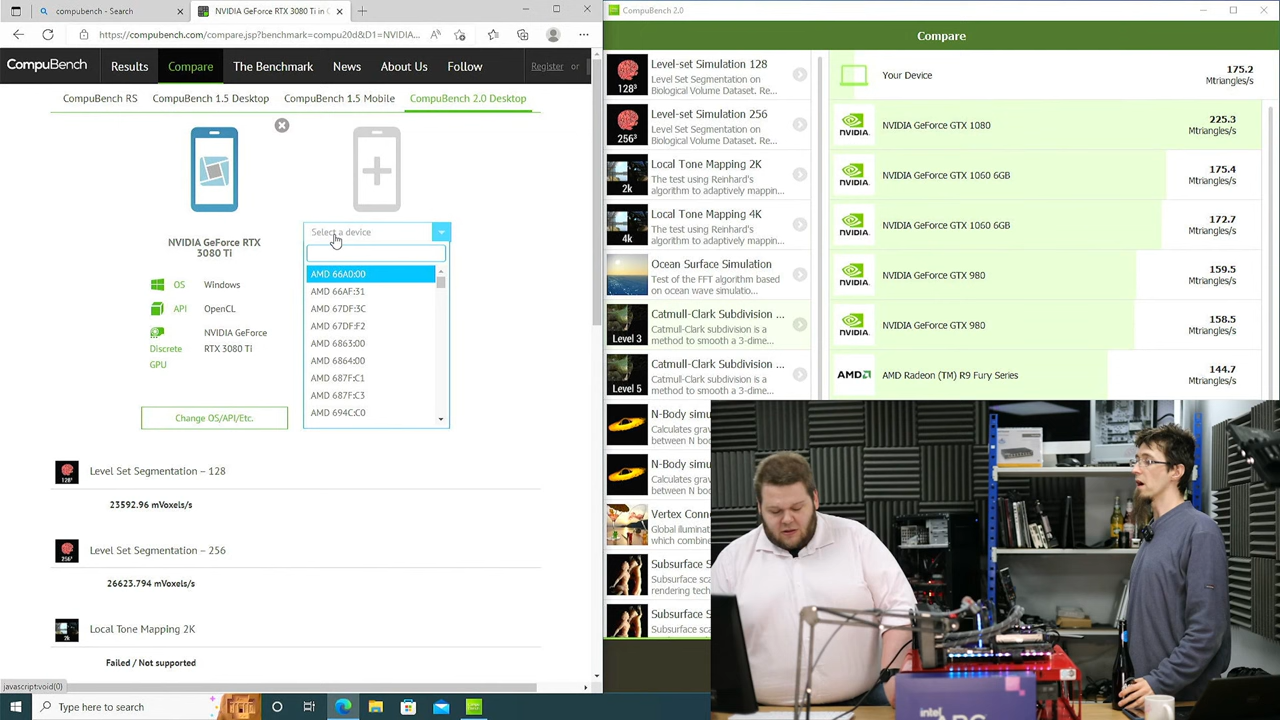 compubench - Search
NVIDIA GeForce RTX 3080 Ti in C
https://compubench.com/compare.jsp?benchmark=compu20d&D1=NVIDIA...
CompuBench
Results
Compare
The Benchmark
News
About Us
Follow
Register
or
CompuBench RS
CompuBench 1.5 Desktop
CompuBench 1.5 Mobile
CompuBench 2.0 Desktop
NVIDIA GeForce RTX
3080 Ti
OS
Windows
API
OpenCL
Discrete
GPU
NVIDIA GeForce
RTX 3080 Ti
Change OS/API/Etc.
Select a device
AMD 66A0:00
AMD 66AF:31
AMD 67DF:3C
AMD 67DF:F2
AMD 6863:00
AMD 6864:00
AMD 687F:C1
AMD 687F:C3
AMD 694C:C0
128³
Level Set Segmentation – 128
23592.96 mVoxels/s
256³
Level Set Segmentation – 256
26623.794 mVoxels/s
Local Tone Mapping 2K
Failed / Not supported
javascript:void(0)
Type here to search
CompuBench 2.0
Compare
128³
Level-set Simulation 128
Level Set Segmentation on
Biological Volume Dataset. Re...
256³
Level-set Simulation 256
Level Set Segmentation on
Biological Volume Dataset. Re...
2k
Local Tone Mapping 2K
The test using Reinhard's
algorithm to adaptively mappin...
4k
Local Tone Mapping 4K
The test using Reinhard's
algorithm to adaptively mappin...
Ocean Surface Simulation
Test of the FFT algorithm based
on ocean wave simulatio...
Level 3
Catmull-Clark Subdivision ...
Catmull-Clark subdivision is a
method to smooth a 3-dime...
Level 5
Catmull-Clark Subdivision ...
Catmull-Clark subdivision is a
method to smooth a 3-dime...
N-Body simu
Calculates grav
between N bo
N-Body simu
Calculates grav
between N bo
Vertex Conn
Global illumina
which combin
Subsurface S
Subsurface sca
rendering tech
Subsurface S
Subsurface sca
Your Device
175.2
Mtriangles/s
NVIDIA.
NVIDIA GeForce GTX 1080
225.3
Mtriangles/s
NVIDIA.
NVIDIA GeForce GTX 1060 6GB
175.4
Mtriangles/s
NVIDIA.
NVIDIA GeForce GTX 1060 6GB
172.7
Mtriangles/s
NVIDIA.
NVIDIA GeForce GTX 980
159.5
Mtriangles/s
NVIDIA.
NVIDIA GeForce GTX 980
158.5
Mtriangles/s
AMD
AMD Radeon (TM) R9 Fury Series
144.7
Mtriangles/s
intel
ARC